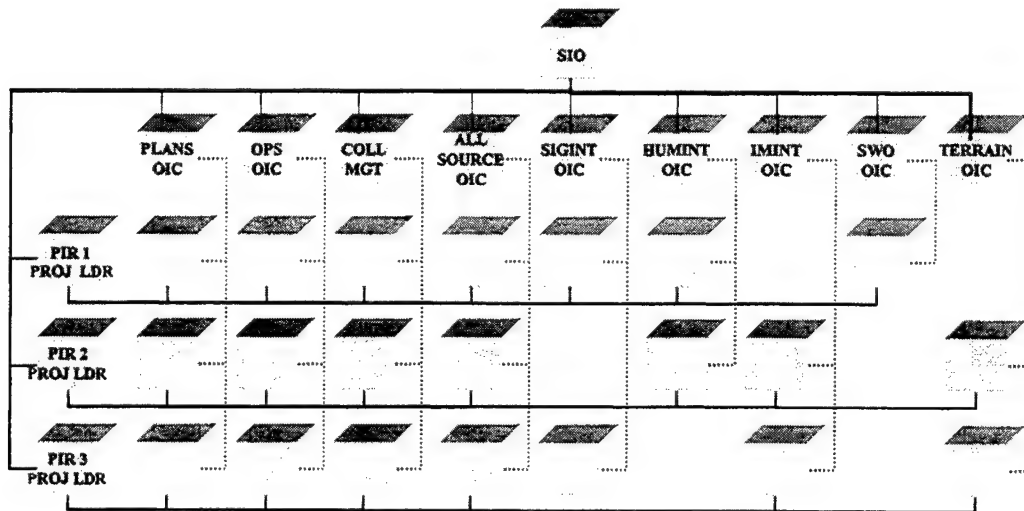 SIO
PLANS
OIC
OPS
OIC
COLL
MGT
ALL
SOURCE
OIC
SIGINT
OIC
HUMINT
OIC
IMINT
OIC
SWO
OIC
TERRAIN
OIC
PIR 1
PROJ LDR
PIR 2
PROJ LDR
PIR 3
PROJ LDR